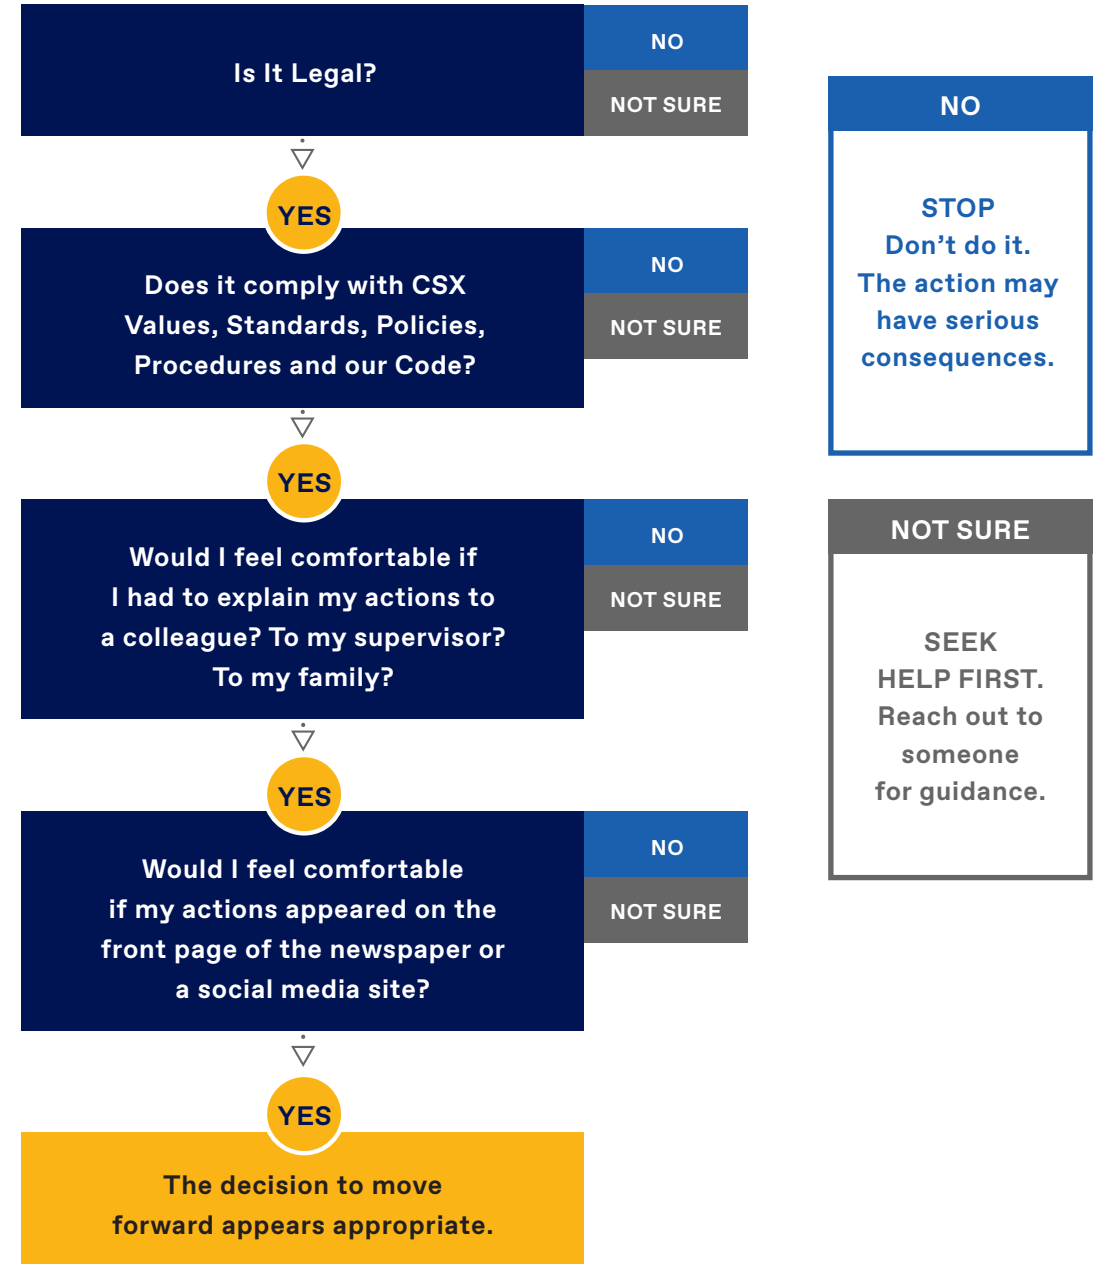 Is It Legal?
NO
NOT SURE
YES
Does it comply with CSX
Values, Standards, Policies,
Procedures and our Code?
NO
NOT SURE
YES
Would I feel comfortable if
I had to explain my actions to
a colleague? To my supervisor?
To my family?
NO
NOT SURE
YES
Would I feel comfortable
if my actions appeared on the
front page of the newspaper or
a social media site?
NO
NOT SURE
YES
The decision to move
forward appears appropriate.
NO
STOP
Don’t do it.
The action may
have serious
consequences.
NOT SURE
SEEK
HELP FIRST.
Reach out to
someone
for guidance.